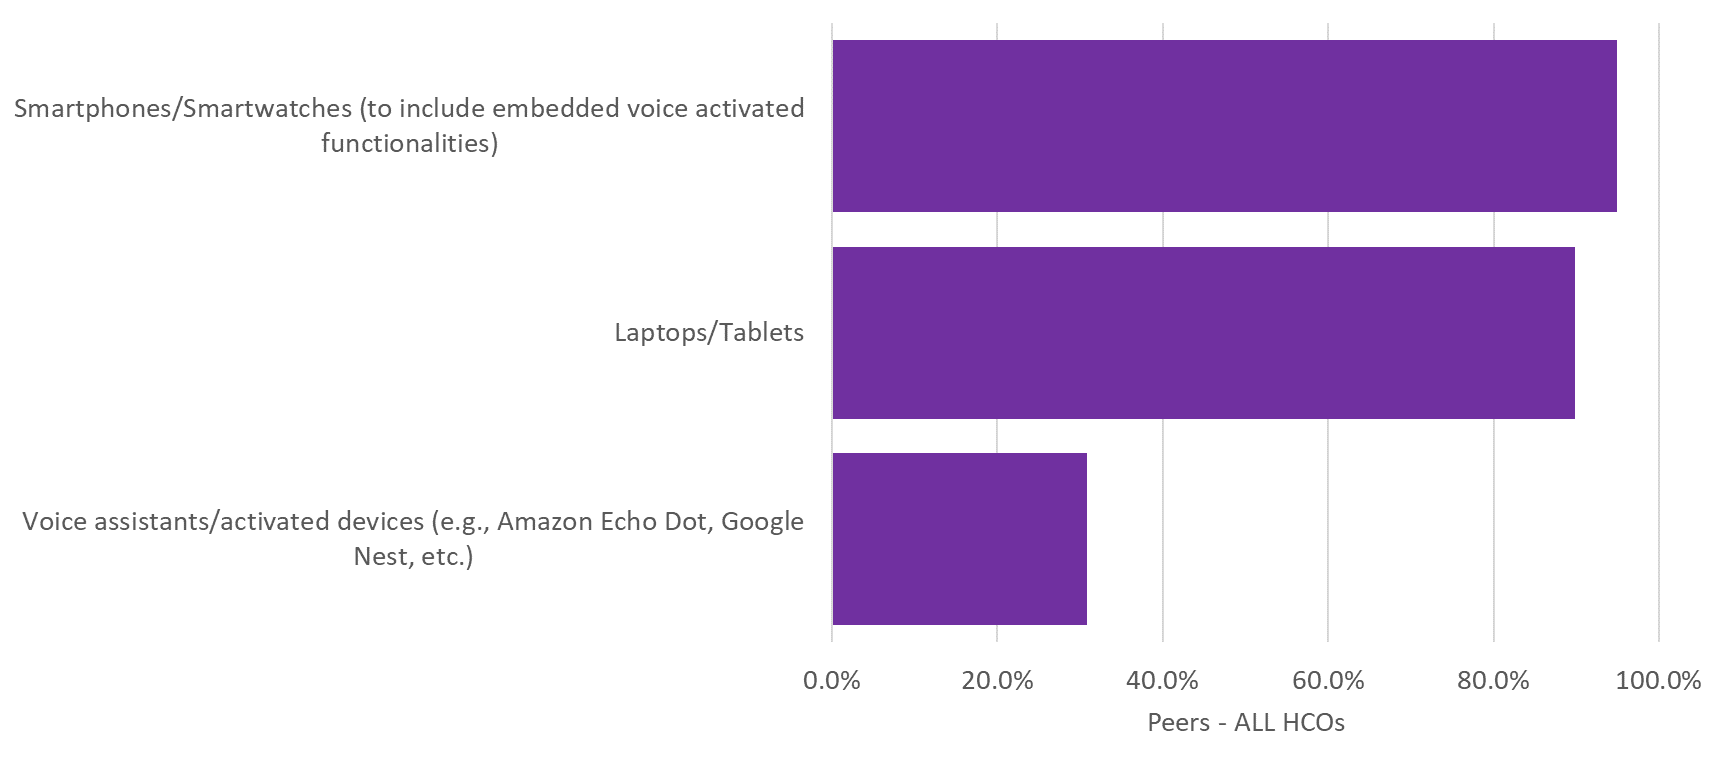 Smartphones/Smartwatches (to include embedded voice activated
functionalities)
Laptops/Tablets
Voice assistants/activated devices (e.g., Amazon Echo Dot, Google
Nest, etc.)
0.0% 20.0% 40.0% 60.0% 80.0% 100.0%
Peers - ALL HCOs